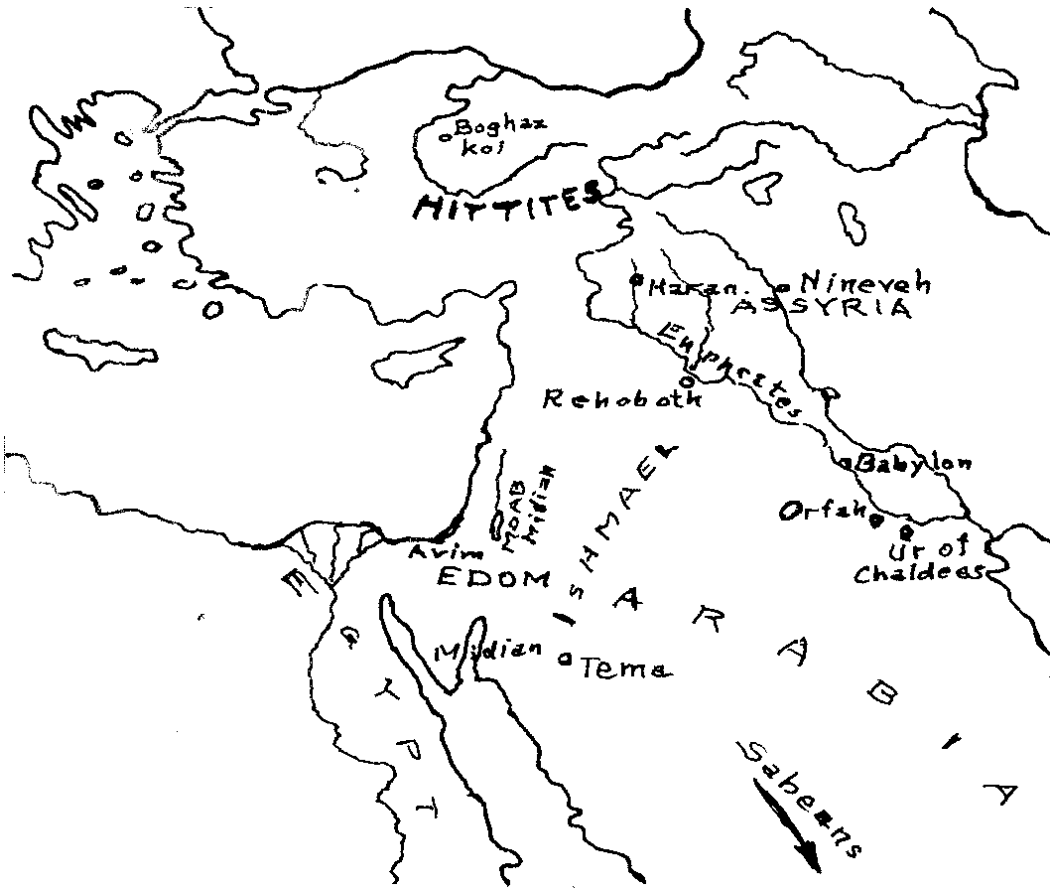 Boghaz
koi
HITTITES
Haran.
Nineveh
ASSYRIA
Euphrates
Rehoboth
Babylon
ISHMAEL
MOAB
Midian
Orfah
Ur of
Chaldees
Avim
EDOM
EGYPT
ARABIA
Midian
Tema
Sabeans